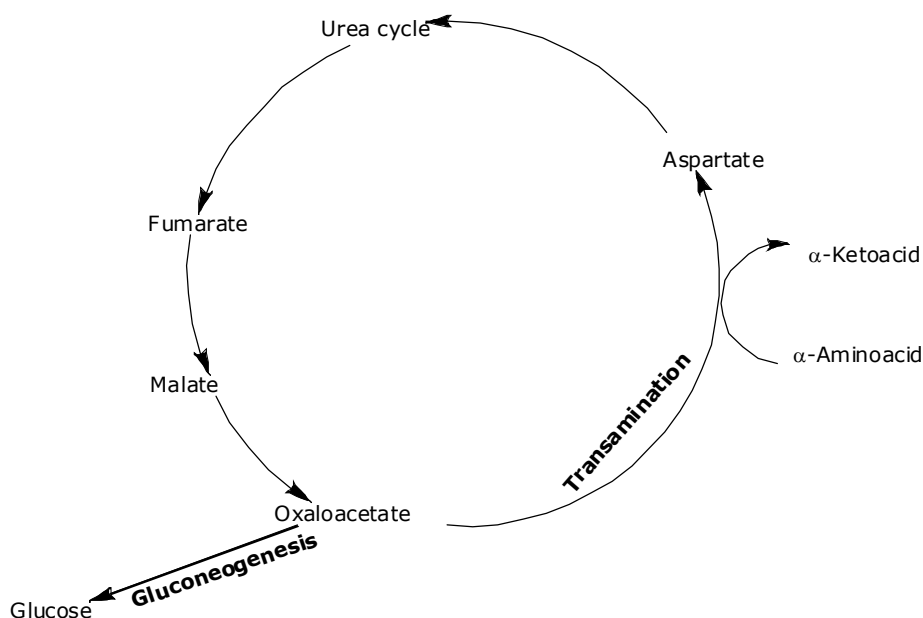 Urea cycle
Aspartate
Fumarate
α-Ketoacid
α-Aminoacid
Malate
Transamination
Oxaloacetate
Gluconeogenesis
Glucose